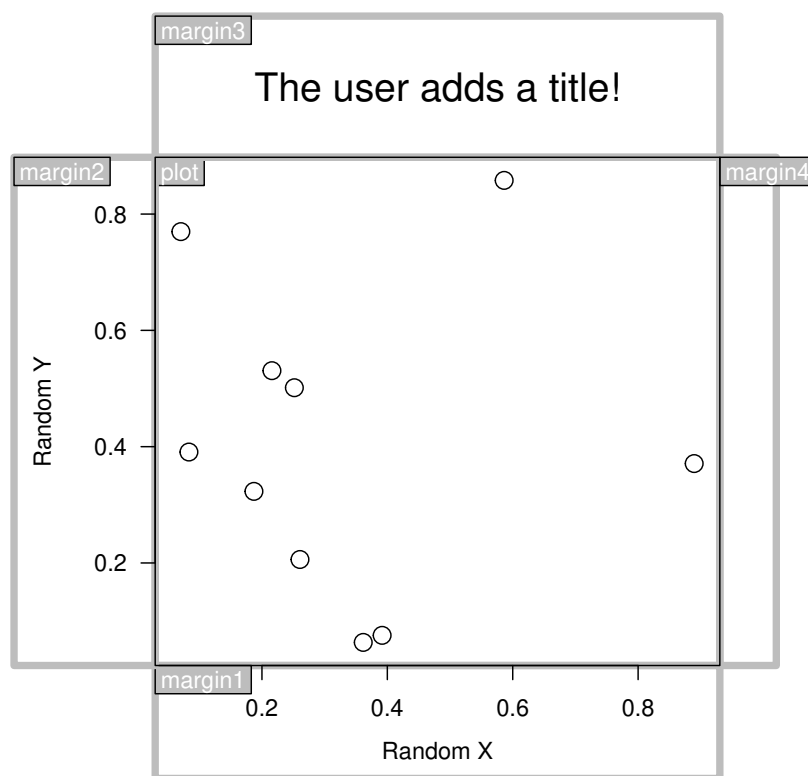 margin3
The user adds a title!
margin2
plot
margin4
0.8
0.6
0.4
0.2
Random Y
margin1
0.2 0.4 0.6 0.8
Random X